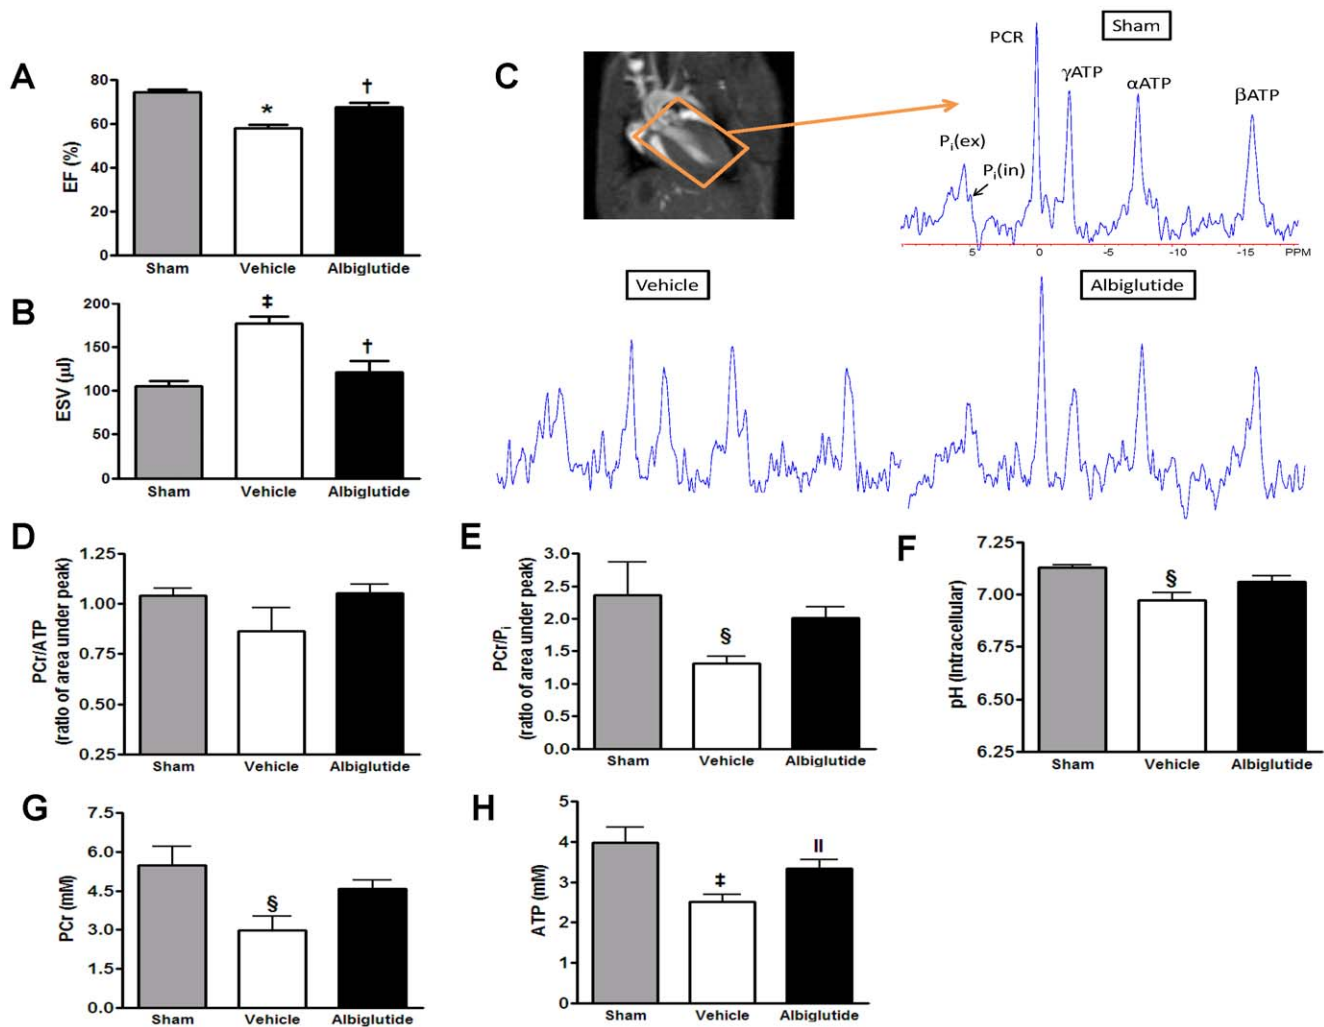 A
EF (%)
80
60
40
20
0
*
†
Sham Vehicle Albiglutide
B
ESV (µl)
200
150
100
50
0
‡
†
Sham Vehicle Albiglutide
C
Sham
PCR
γATP
αATP
βATP
Pi(ex)
Pi(in)
5 0 -5 -10 -15 PPM
Vehicle
Albiglutide
D
PCr/ATP
(ratio of area under peak)
1.25
1.00
0.75
0.50
0.25
Sham Vehicle Albiglutide
E
PCr/Pi
(ratio of area under peak)
3.0
2.5
2.0
1.5
1.0
0.5
0.0
§
Sham Vehicle Albiglutide
F
pH (Intracellular)
7.25
7.00
6.75
6.50
6.25
§
Sham Vehicle Albiglutide
G
PCr (mM)
7.5
6.0
4.5
3.0
1.5
0.0
§
Sham Vehicle Albiglutide
H
ATP (mM)
5
4
3
2
1
0
‡
II
Sham Vehicle Albiglutide